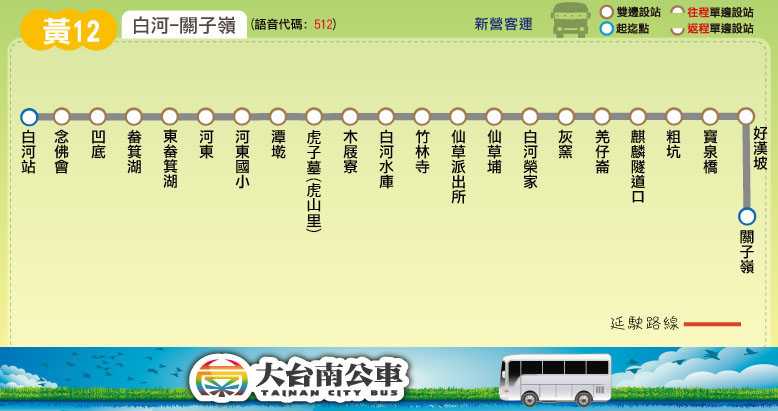 黃12
白河-關子嶺
(語音代碼: 512)
新營客運
雙邊設站
往程單邊設站
起迄點
返程單邊設站
白河站
念佛會
凹底
畚箕湖
東畚箕湖
河東
河東國小
潭墘
虎子墓(虎山里)
木屐寮
白河水庫
竹林寺
仙草派出所
仙草埔
白河榮家
灰窯
羌仔崙
麒麟隧道口
粗坑
寶泉橋
好漢坡
關子嶺
延駛路線
大台南公車
TAINAN CITY BUS